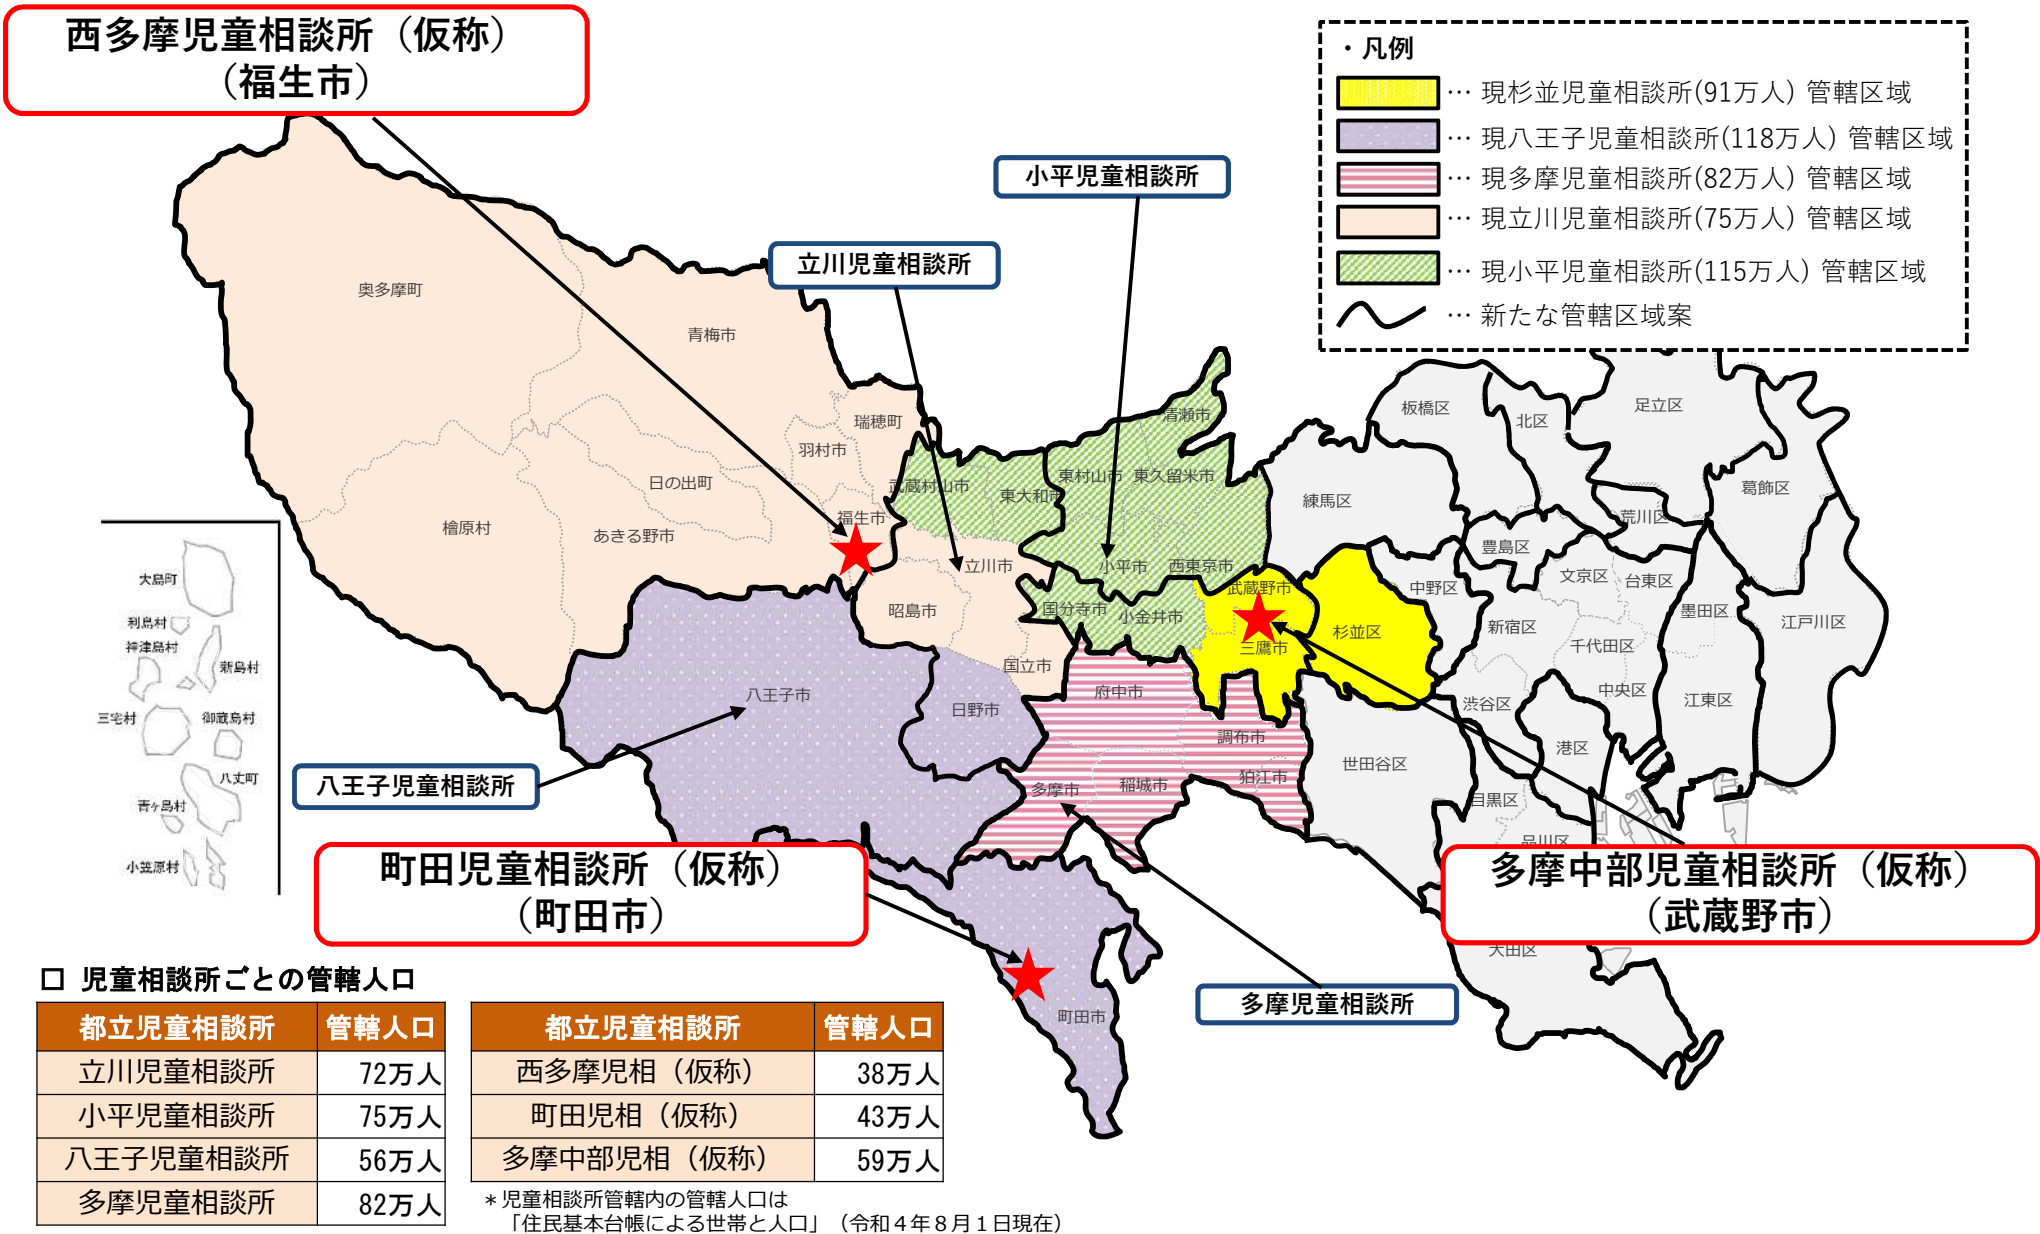 西多摩児童相談所（仮称）
（福生市）
・凡例
… 現杉並児童相談所(91万人) 管轄区域
… 現八王子児童相談所(118万人) 管轄区域
… 現多摩児童相談所(82万人) 管轄区域
… 現立川児童相談所(75万人) 管轄区域
… 現小平児童相談所(115万人) 管轄区域
… 新たな管轄区域案
小平児童相談所
立川児童相談所
奥多摩町
青梅市
瑞穂町
羽村市
日の出町
福生市
檜原村
あきる野市
武蔵村山市
東大和市
東村山市
清瀬市
東久留米市
小平市
西東京市
立川市
昭島市
国分寺市
小金井市
国立市
武蔵野市
三鷹市
杉並区
八王子市
日野市
府中市
調布市
狛江市
多摩市
稲城市
町田市
板橋区
北区
足立区
葛飾区
練馬区
荒川区
豊島区
文京区
台東区
中野区
墨田区
江戸川区
新宿区
千代田区
中央区
渋谷区
江東区
港区
世田谷区
目黒区
品川区
大田区
大島町
利島村
神津島村
新島村
三宅村
御蔵島村
八丈町
青ヶ島村
小笠原村
八王子児童相談所
町田児童相談所（仮称）
（町田市）
多摩中部児童相談所（仮称）
（武蔵野市）
多摩児童相談所
□ 児童相談所ごとの管轄人口
都立児童相談所 管轄人口
立川児童相談所 72万人
小平児童相談所 75万人
八王子児童相談所 56万人
多摩児童相談所 82万人
都立児童相談所 管轄人口
西多摩児相（仮称） 38万人
町田児相（仮称） 43万人
多摩中部児相（仮称） 59万人
＊児童相談所管轄内の管轄人口は
「住民基本台帳による世帯と人口」（令和４年８月１日現在）